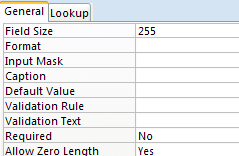 General Lookup
Field Size 255
Format
Input Mask
Caption
Default Value
Validation Rule
Validation Text
Required No
Allow Zero Length Yes